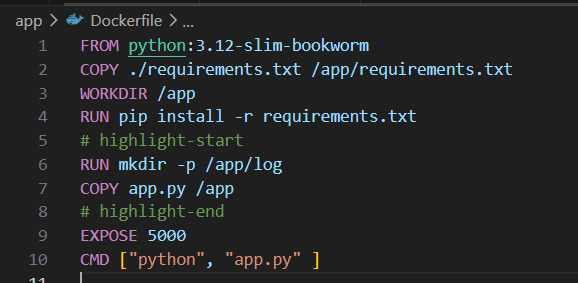 app > Dockerfile > ...
1 FROM python:3.12-slim-bookworm
2 COPY ./requirements.txt /app/requirements.txt
3 WORKDIR /app
4 RUN pip install -r requirements.txt
5 # highlight-start
6 RUN mkdir -p /app/log
7 COPY app.py /app
8 # highlight-end
9 EXPOSE 5000
10 CMD ["python", "app.py" ]
11